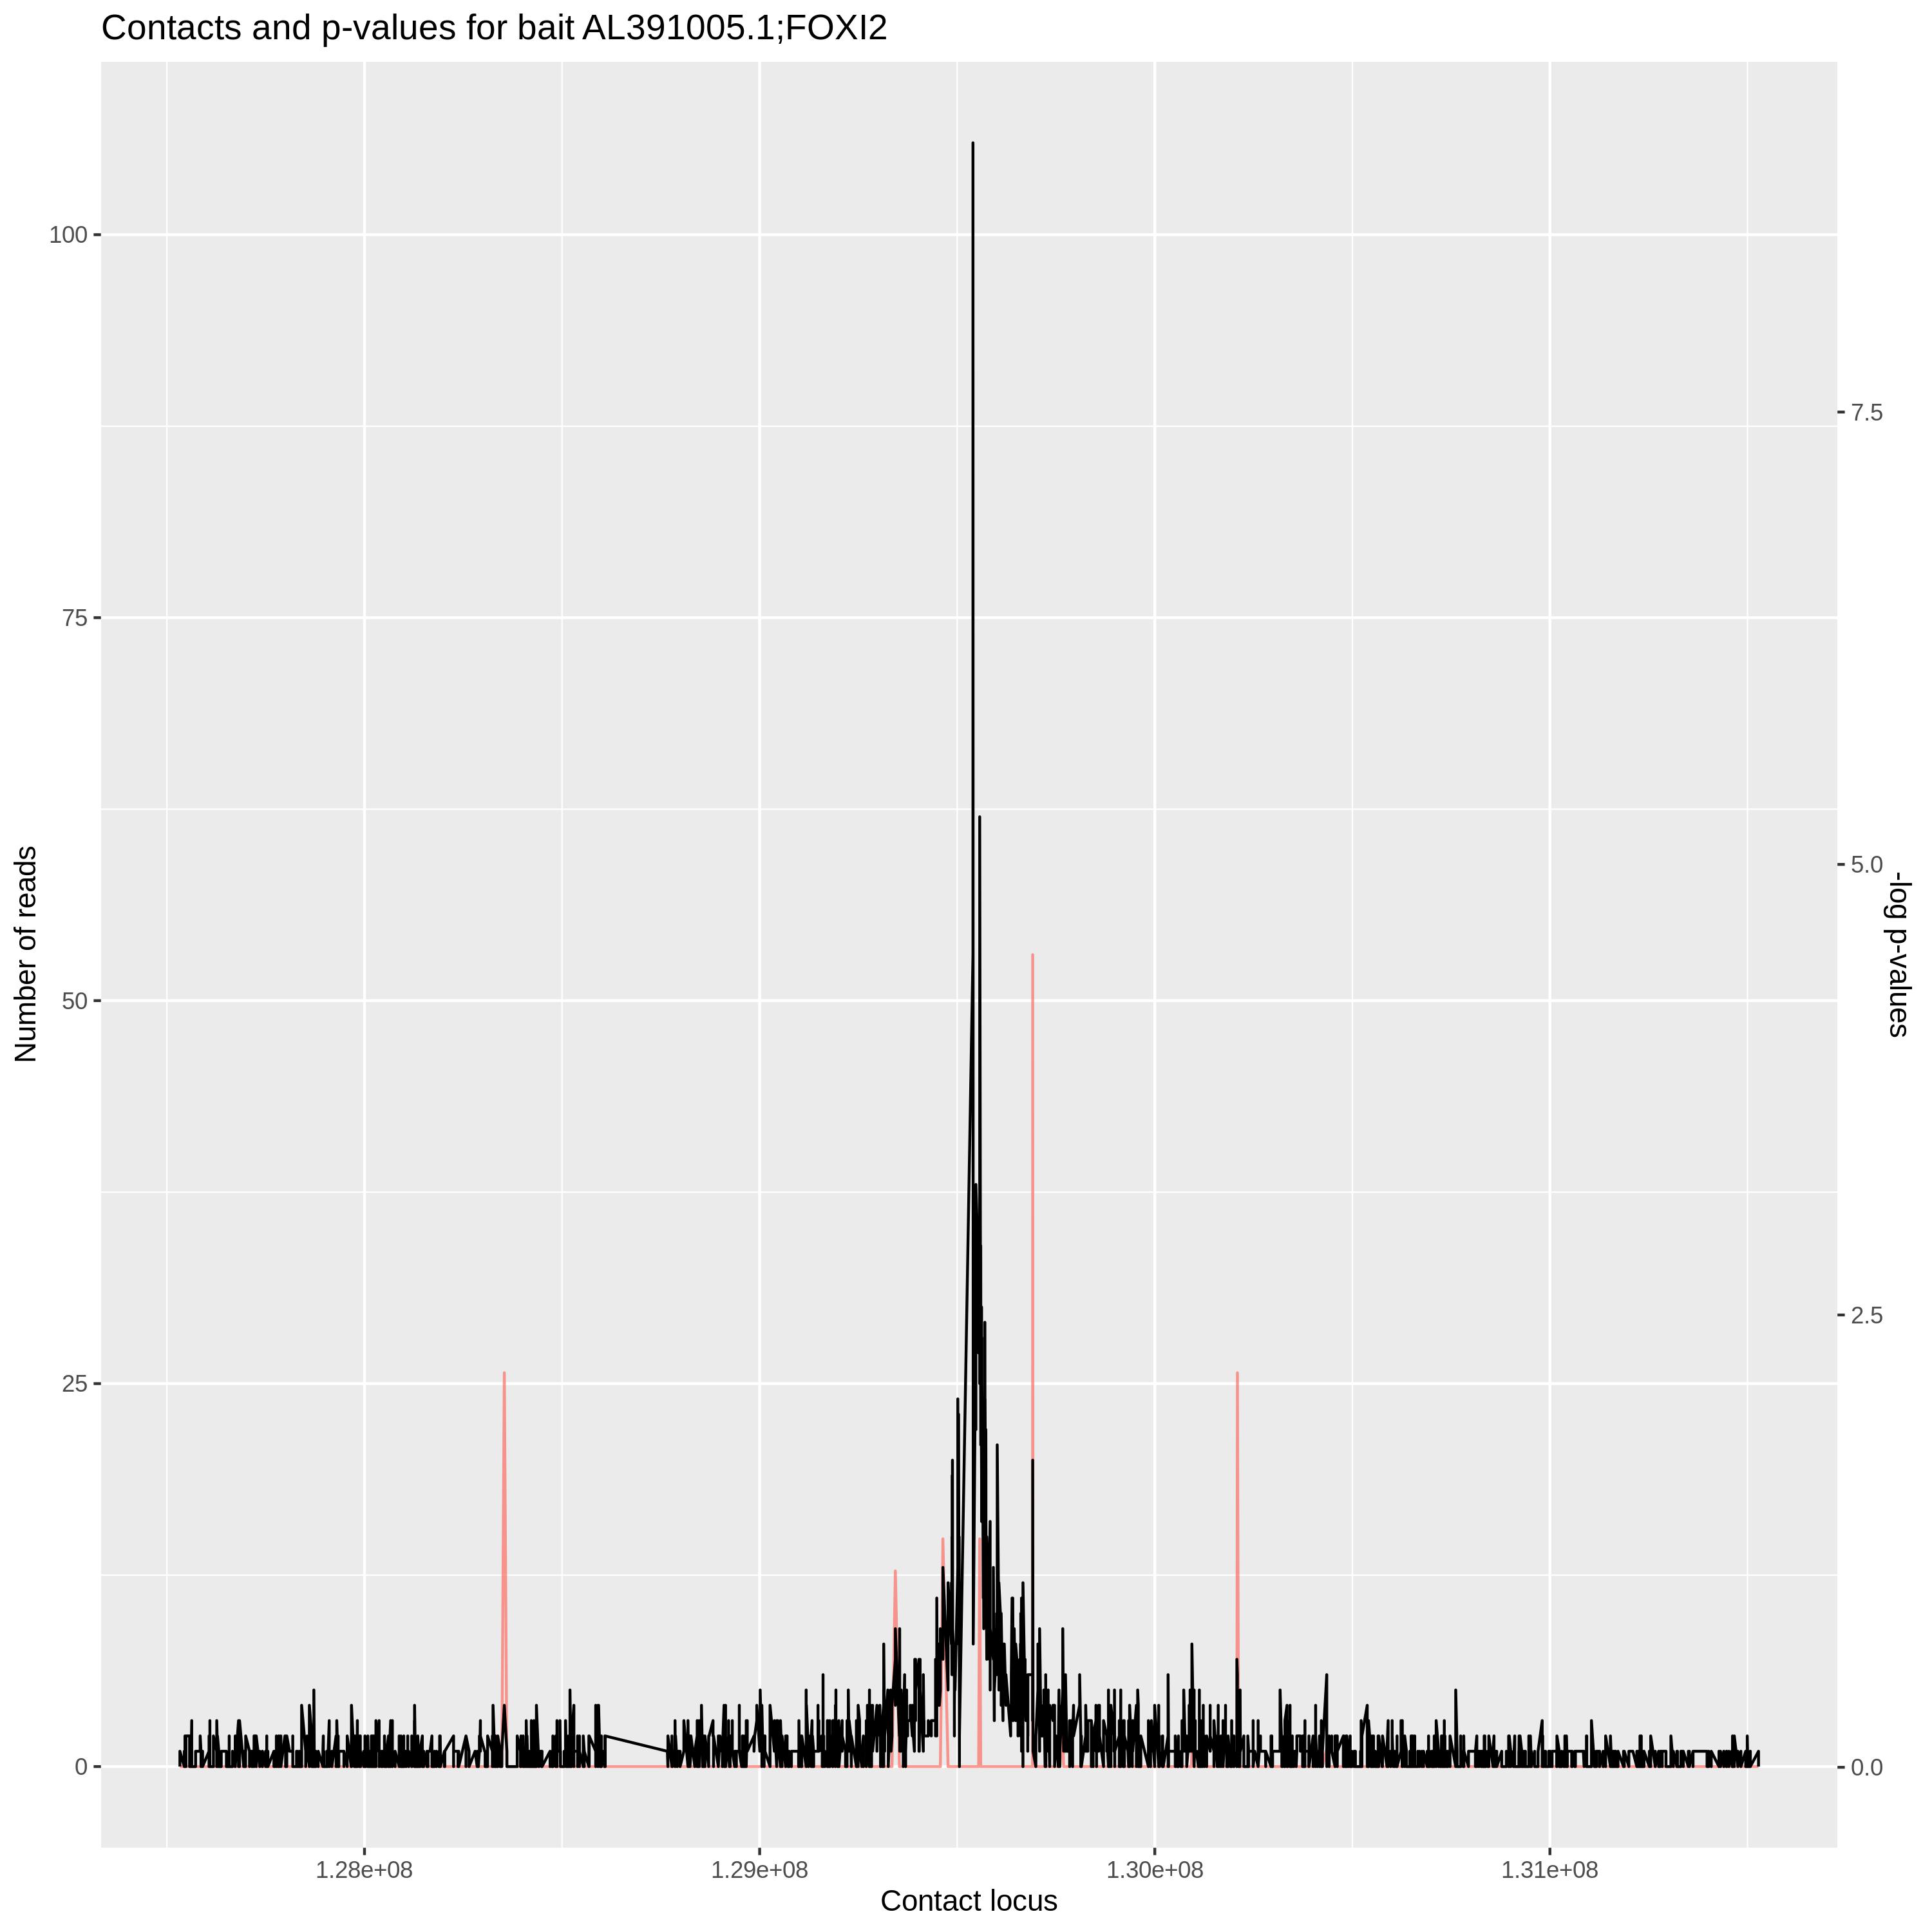 Contacts and p-values for bait AL391005.1;FOXI2
100
75
50
25
0
Number of reads
7.5
5.0
2.5
0.0
-log p-values
1.28e+08
1.29e+08
1.30e+08
1.31e+08
Contact locus